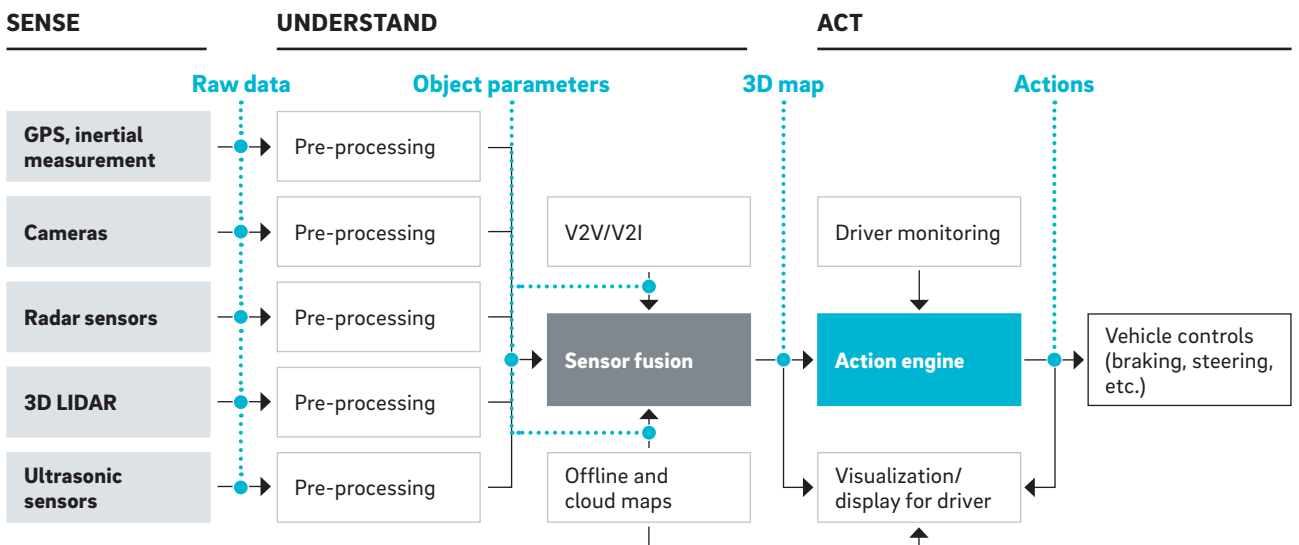 SENSE
UNDERSTAND
ACT
Raw data
Object parameters
3D map
Actions
GPS, inertial
measurement
Pre-processing
Cameras
Pre-processing
V2V/V2I
Driver monitoring
Radar sensors
Pre-processing
Sensor fusion
Action engine
Vehicle controls
(braking, steering,
etc.)
3D LIDAR
Pre-processing
Ultrasonic
sensors
Pre-processing
Offline and
cloud maps
Visualization/
display for driver